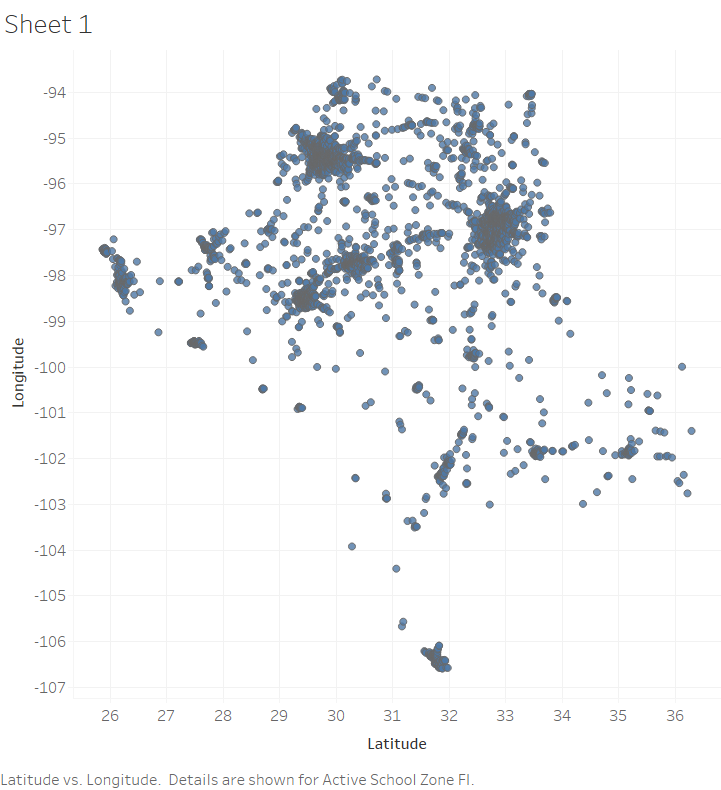 Sheet 1
-94
-95
-96
-97
-98
-99
-100
-101
-102
-103
-104
-105
-106
-107
Longitude
26 27 28 29 30 31 32 33 34 35 36
Latitude
Latitude vs. Longitude. Details are shown for Active School Zone Fl.